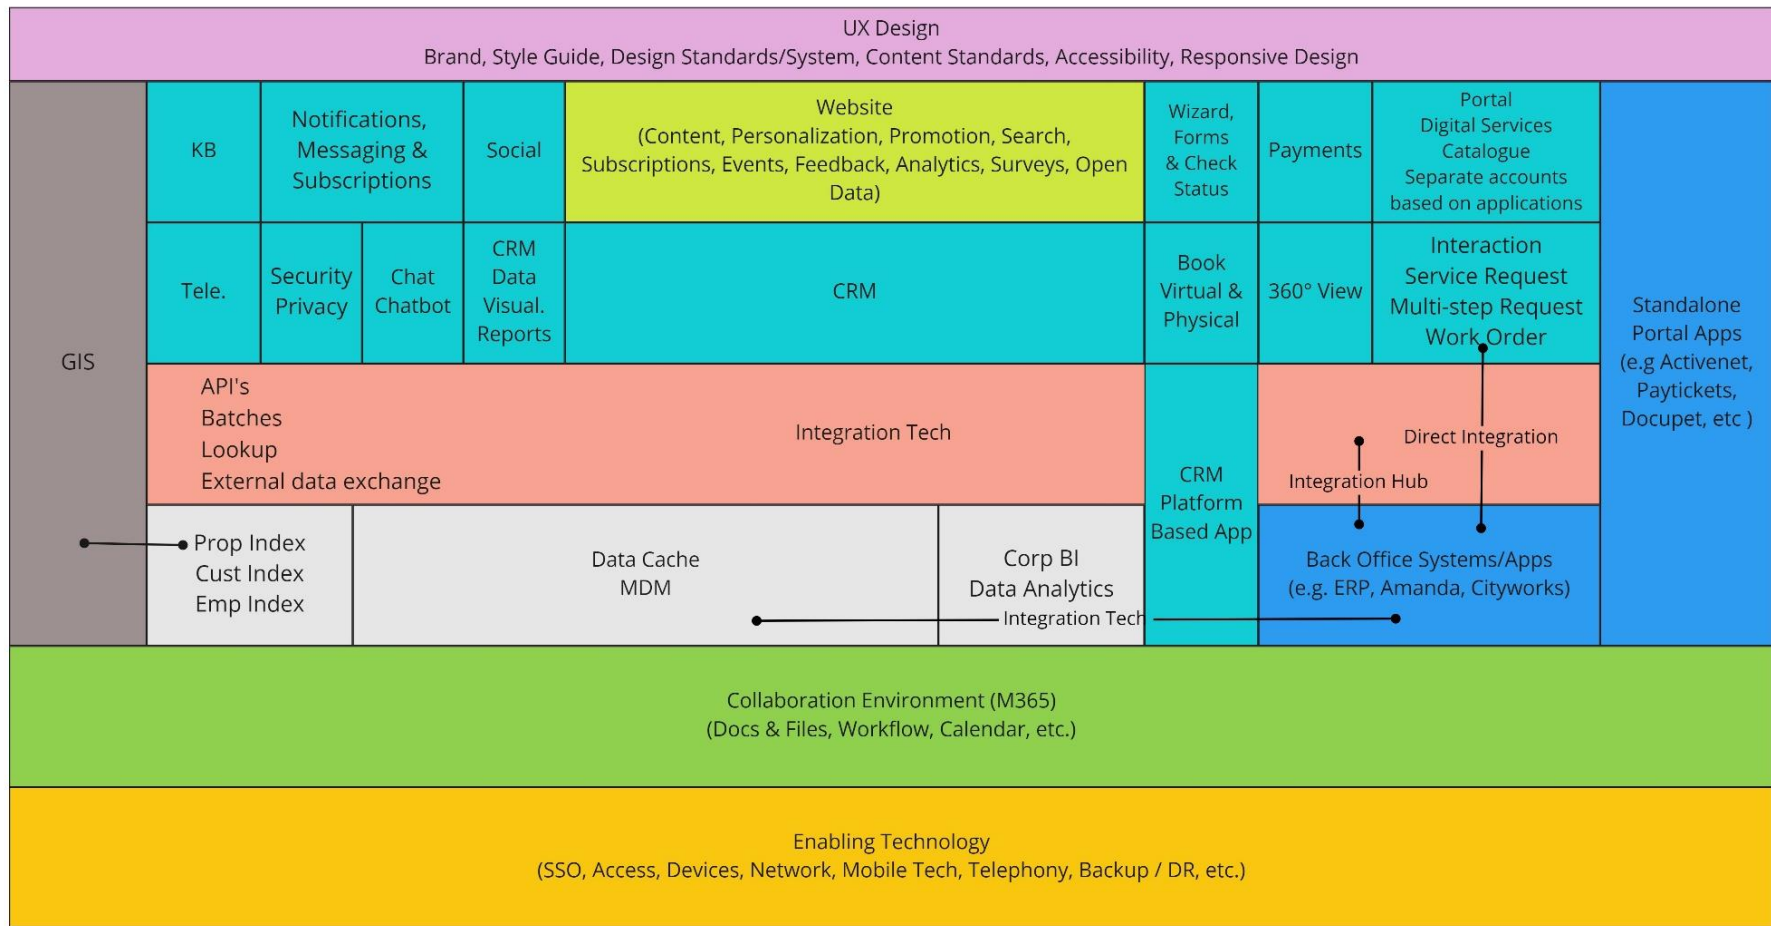 UX Design
Brand, Style Guide, Design Standards/System, Content Standards, Accessibility, Responsive Design
GIS
KB
Notifications,
Messaging &
Subscriptions
Social
Website
(Content, Personalization, Promotion, Search,
Subscriptions, Events, Feedback, Analytics, Surveys, Open
Data)
Wizard,
Forms
& Check
Status
Payments
Portal
Digital Services
Catalogue
Separate accounts
based on applications
Tele.
Security
Privacy
Chat
Chatbot
CRM
Data
Visual.
Reports
CRM
Book
Virtual &
Physical
360° View
Interaction
Service Request
Multi-step Request
Work Order
Standalone
Portal Apps
(e.g Activenet,
Paytickets,
Docupet, etc )
API's
Batches
Lookup
External data exchange
Integration Tech
CRM
Platform
Based App
Direct Integration
Integration Hub
Prop Index
Cust Index
Emp Index
Data Cache
MDM
Corp BI
Data Analytics
Integration Tech
Back Office Systems/Apps
(e.g. ERP, Amanda, Cityworks)
Collaboration Environment (M365)
(Docs & Files, Workflow, Calendar, etc.)
Enabling Technology
(SSO, Access, Devices, Network, Mobile Tech, Telephony, Backup / DR, etc.)